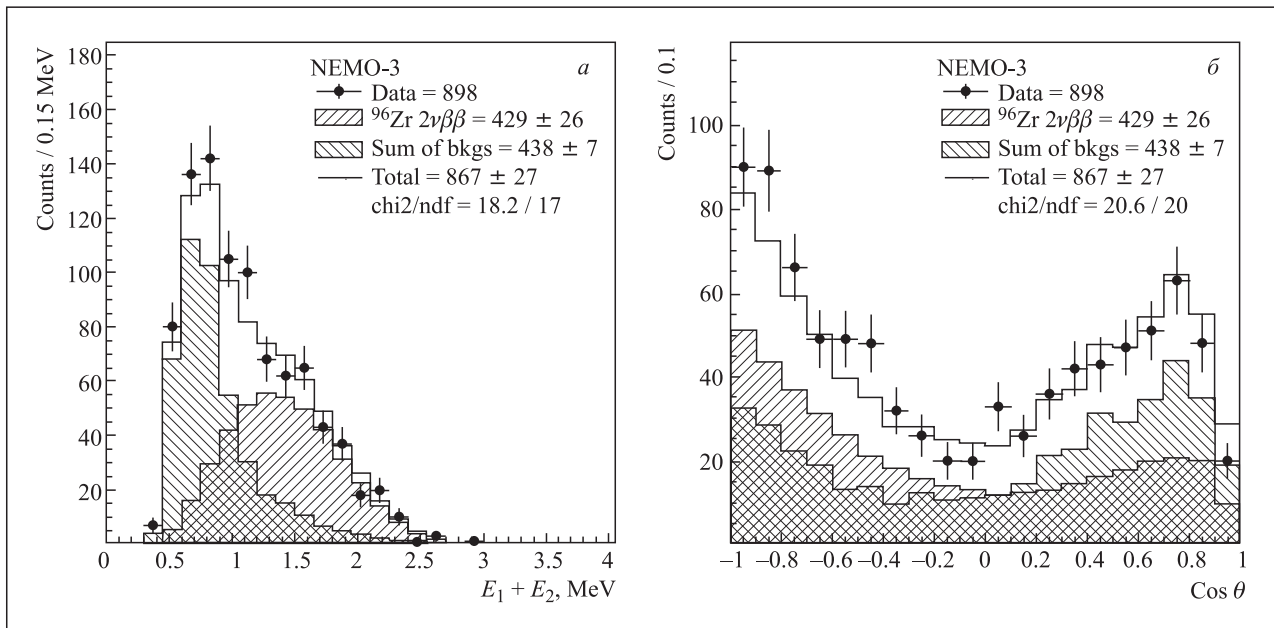 NEMO-3
a
Data = 898
⁹⁶Zr 2νββ = 429 ± 26
Sum of bkgs = 438 ± 7
Total = 867 ± 27
chi2/ndf = 18.2 / 17
Counts / 0.15 MeV
180
160
140
120
100
80
60
40
20
0 0.5 1 1.5 2 2.5 3 3.5 4
E₁ + E₂, MeV
NEMO-3
б
Data = 898
⁹⁶Zr 2νββ = 429 ± 26
Sum of bkgs = 438 ± 7
Total = 867 ± 27
chi2/ndf = 20.6 / 20
Counts / 0.1
100
80
60
40
20
−1 −0.8 −0.6 −0.4 −0.2 0 0.2 0.4 0.6 0.8 1
Cos θ